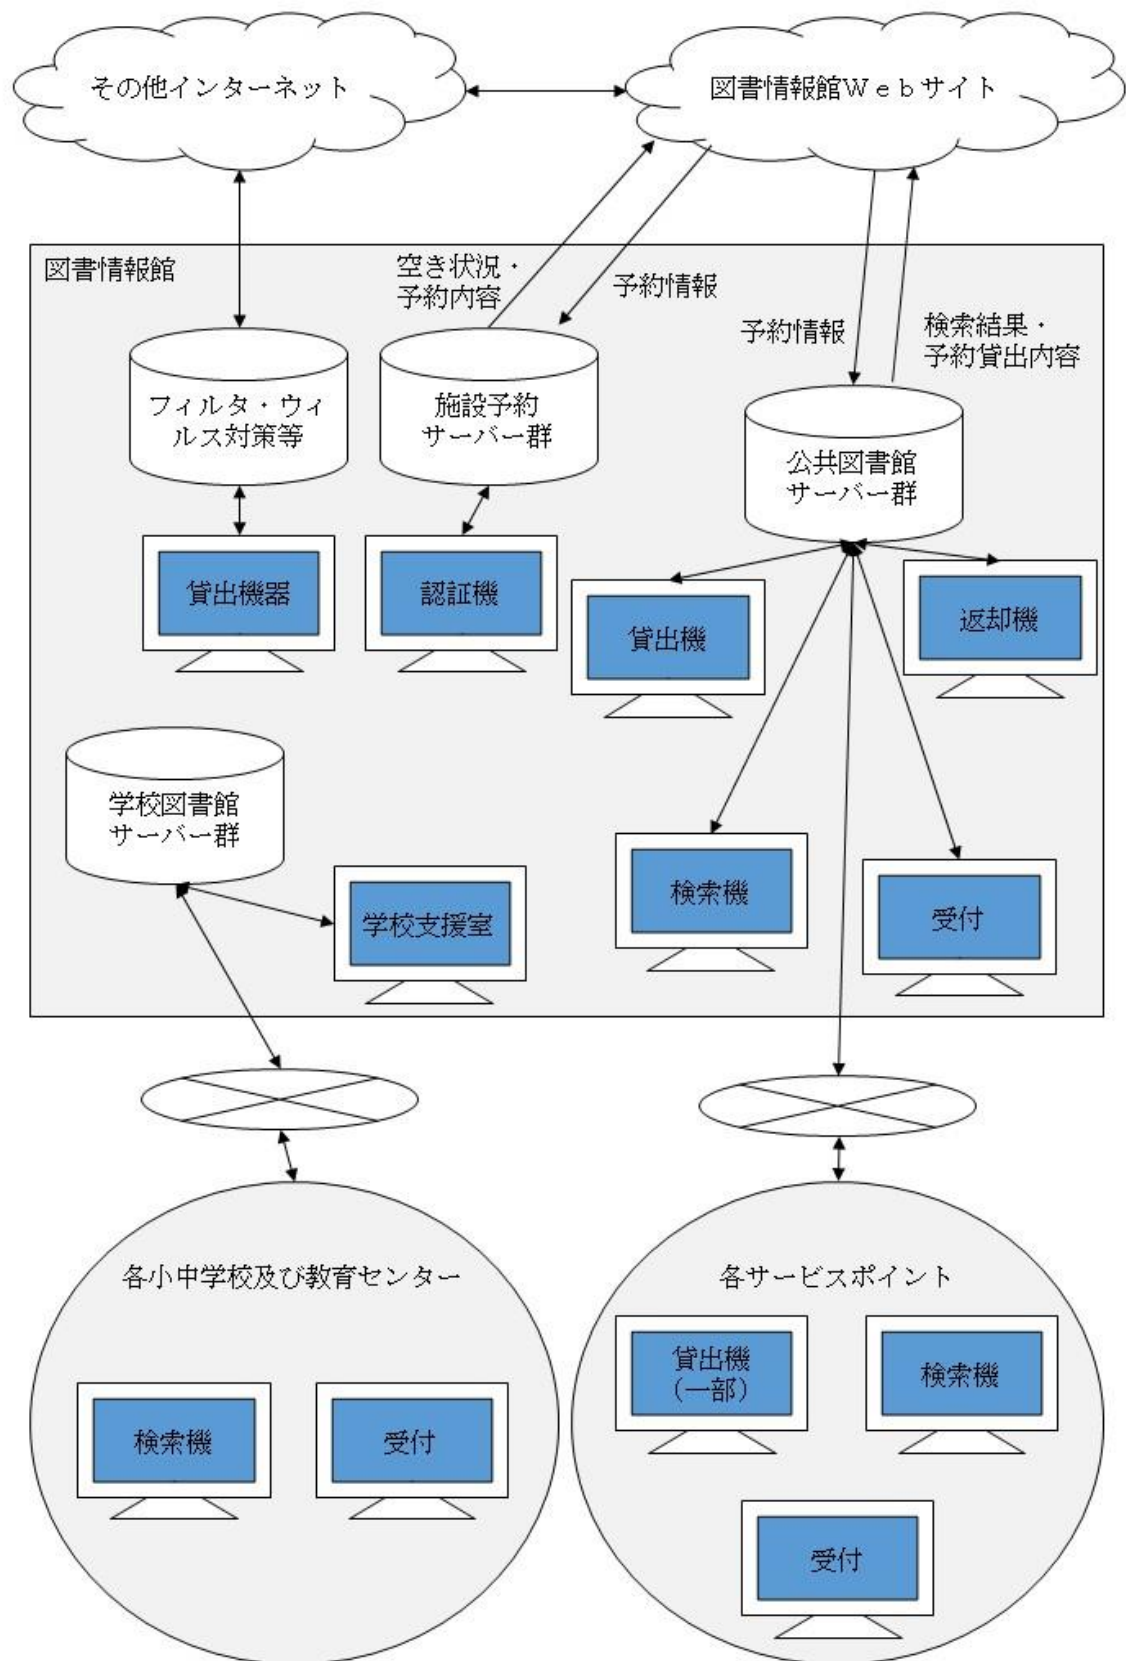 その他インターネット
図書情報館Ｗｅｂサイト
図書情報館
空き状況・
予約内容
予約情報
予約情報
検索結果・
予約貸出内容
フィルタ・ウィ
ルス対策等
施設予約
サーバー群
公共図書館
サーバー群
貸出機器
認証機
貸出機
返却機
学校図書館
サーバー群
学校支援室
検索機
受付
各小中学校及び教育センター
検索機
受付
各サービスポイント
貸出機
（一部）
検索機
受付